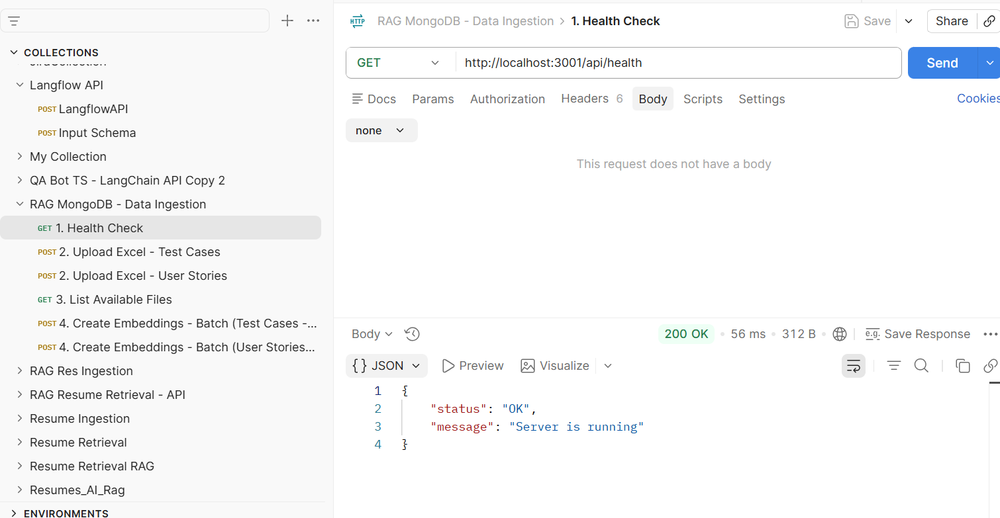 COLLECTIONS
Langflow API
POST LangflowAPI
POST Input Schema
My Collection
QA Bot TS - LangChain API Copy 2
RAG MongoDB - Data Ingestion
GET 1. Health Check
POST 2. Upload Excel - Test Cases
POST 2. Upload Excel - User Stories
GET 3. List Available Files
POST 4. Create Embeddings - Batch (Test Cases -...
POST 4. Create Embeddings - Batch (User Stories...
RAG Res Ingestion
RAG Resume Retrieval - API
Resume Ingestion
Resume Retrieval
Resume Retrieval RAG
Resumes_AI_Rag
ENVIRONMENTS
HTTP RAG MongoDB - Data Ingestion > 1. Health Check Save Share
GET http://localhost:3001/api/health Send
Docs Params Authorization Headers 6 Body Scripts Settings Cookies
none
This request does not have a body
Body 200 OK • 56 ms • 312 B • e.g. Save Response
{} JSON Preview Visualize
1 {
2 "status": "OK",
3 "message": "Server is running"
4 }